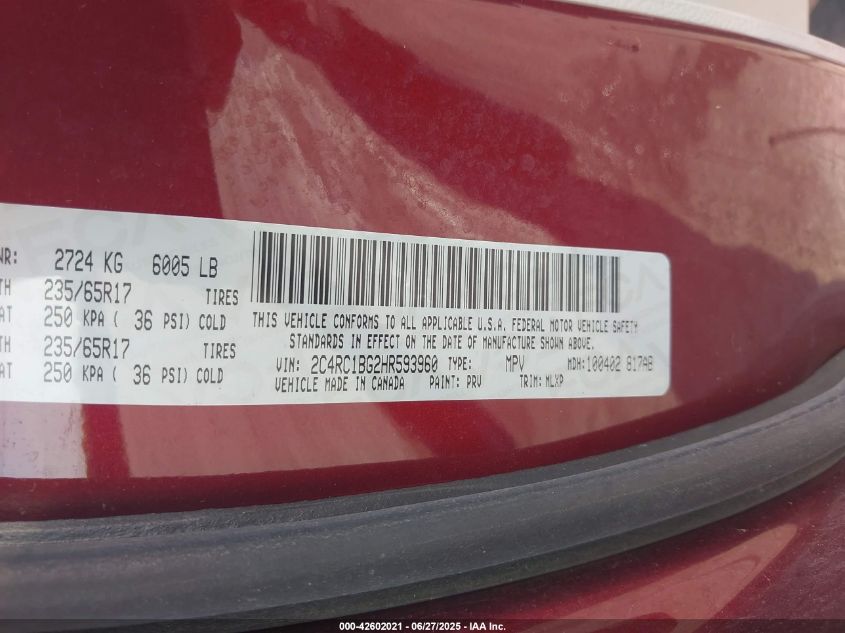 NR: 2724 KG 6005 LB
TH 235/65R17 TIRES
AT 250 KPA ( 36 PSI) COLD
TH 235/65R17 TIRES
AT 250 KPA ( 36 PSI) COLD
THIS VEHICLE CONFORMS TO ALL APPLICABLE U.S.A. FEDERAL MOTOR VEHICLE SAFETY
STANDARDS IN EFFECT ON THE DATE OF MANUFACTURE SHOWN ABOVE.
VIN: 2C4RC1BG2HR593960 TYPE: MPV MDH:100402 817AB
VEHICLE MADE IN CANADA PAINT: PRV TRIM: MLXP
000-42602021 | 06/27/2025 - IAA Inc.